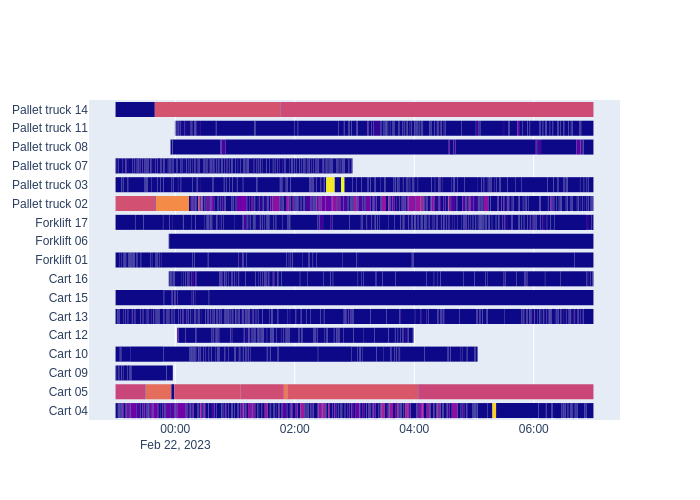 Pallet truck 14
Pallet truck 11
Pallet truck 08
Pallet truck 07
Pallet truck 03
Pallet truck 02
Forklift 17
Forklift 06
Forklift 01
Cart 16
Cart 15
Cart 13
Cart 12
Cart 10
Cart 09
Cart 05
Cart 04
00:00 02:00 04:00 06:00
Feb 22, 2023